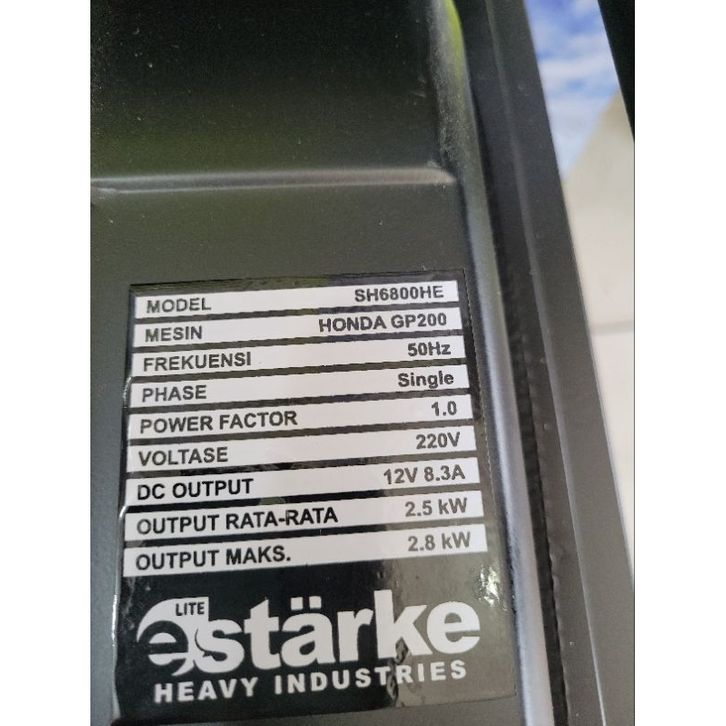 MODEL SH6800HE
MESIN HONDA GP200
FREKUENSI 50Hz
PHASE Single
POWER FACTOR 1.0
VOLTASE 220V
DC OUTPUT 12V 8.3A
OUTPUT RATA-RATA 2.5 kW
OUTPUT MAKS. 2.8 kW
LITE
stärke
HEAVY INDUSTRIES